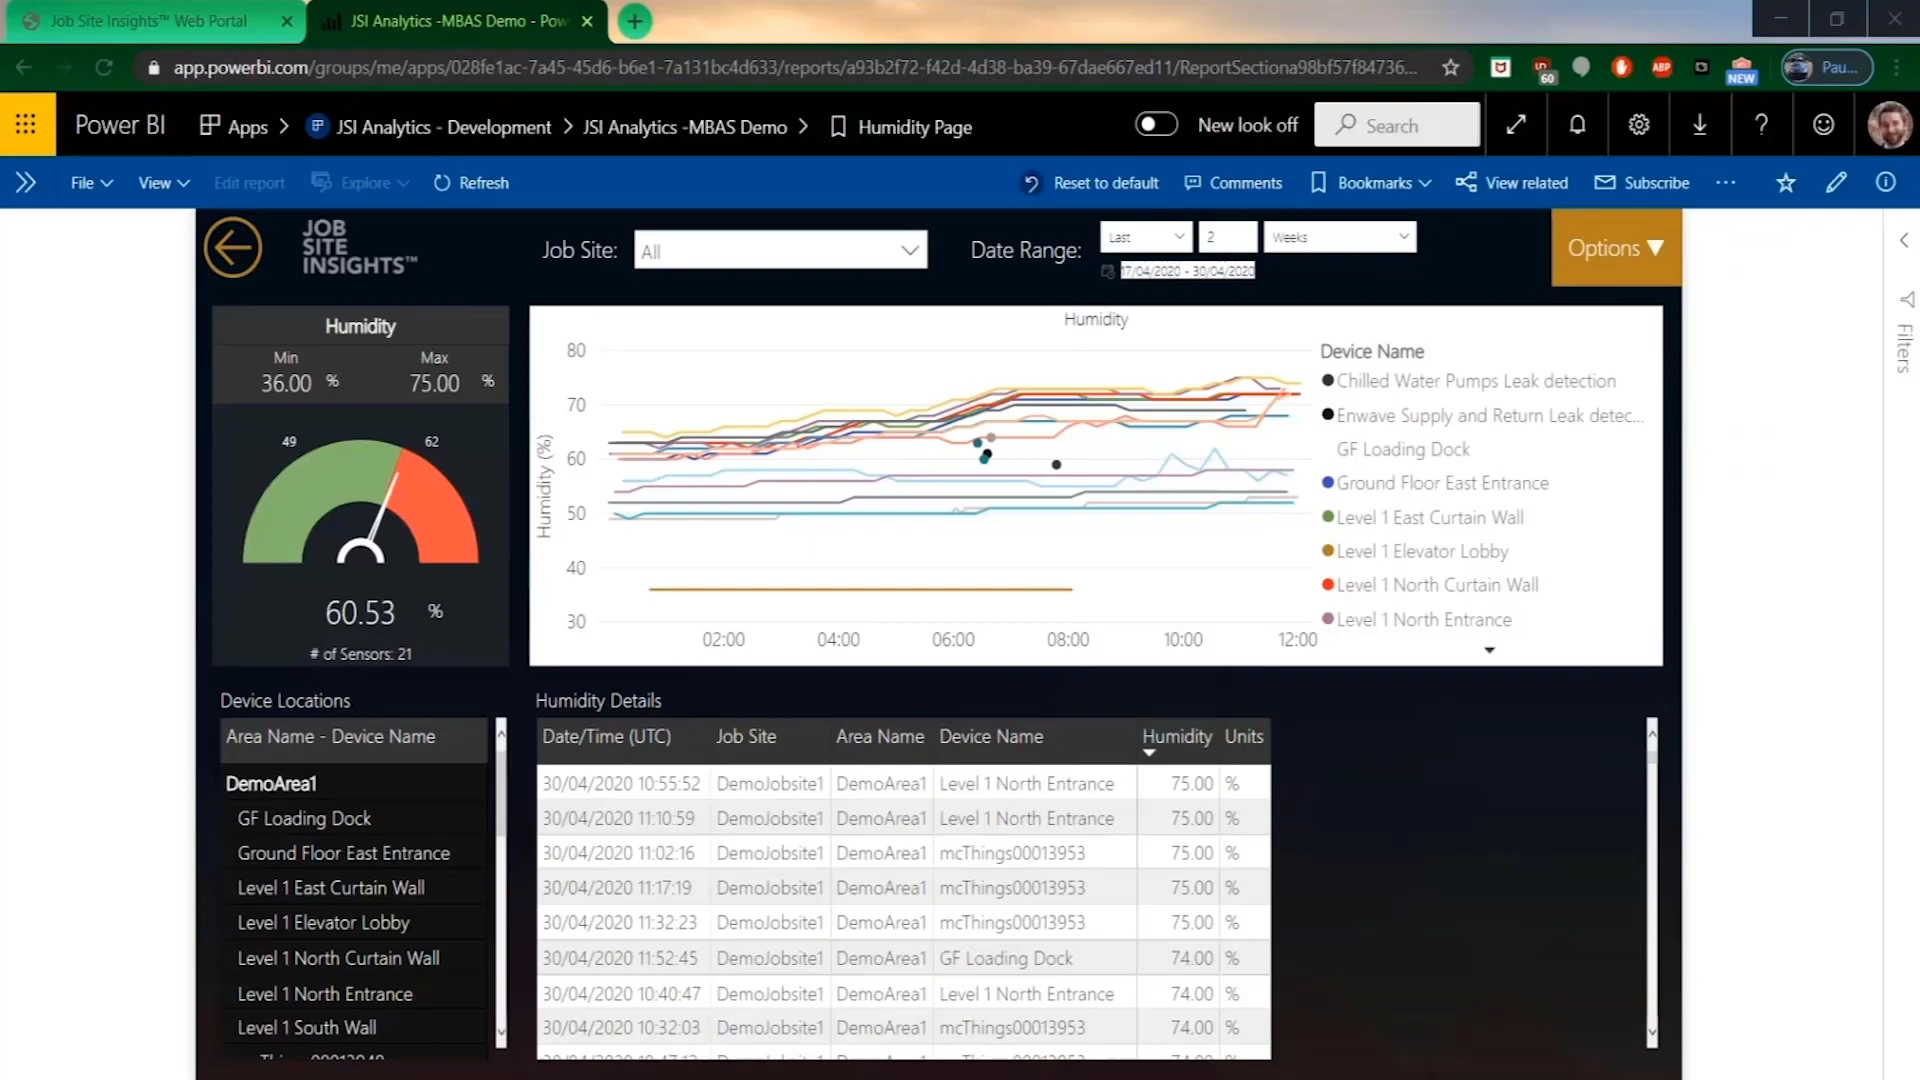 Job Site Insights™ Web Portal
JSI Analytics -MBAS Demo - Pow
app.powerbi.com/groups/me/apps/028fe1ac-7a45-45d6-b6e1-7a131bc4d633/reports/a93b2f72-f42d-4d38-ba39-67dae667ed11/ReportSectiona98bf57f84736...
60
ABP
NEW
Pau...
Power BI
Apps
JSI Analytics - Development
JSI Analytics -MBAS Demo
Humidity Page
New look off
Search
File
View
Edit report
Explore
Refresh
Reset to default
Comments
Bookmarks
View related
Subscribe
JOB
SITE
INSIGHTS™
Job Site:
All
Date Range:
Last
2
Weeks
17/04/2020 - 30/04/2020
Options ▼
Filters
Humidity
Min
Max
36.00 %
75.00 %
49
62
60.53 %
# of Sensors: 21
Humidity
Humidity (%)
80
70
60
50
40
30
02:00
04:00
06:00
08:00
10:00
12:00
Device Name
Chilled Water Pumps Leak detection
Enwave Supply and Return Leak detec...
GF Loading Dock
Ground Floor East Entrance
Level 1 East Curtain Wall
Level 1 Elevator Lobby
Level 1 North Curtain Wall
Level 1 North Entrance
Device Locations
Area Name - Device Name
DemoArea1
GF Loading Dock
Ground Floor East Entrance
Level 1 East Curtain Wall
Level 1 Elevator Lobby
Level 1 North Curtain Wall
Level 1 North Entrance
Level 1 South Wall
Humidity Details
Date/Time (UTC) Job Site Area Name Device Name Humidity Units
30/04/2020 10:55:52 DemoJobsite1 DemoArea1 Level 1 North Entrance 75.00 %
30/04/2020 11:10:59 DemoJobsite1 DemoArea1 Level 1 North Entrance 75.00 %
30/04/2020 11:02:16 DemoJobsite1 DemoArea1 mcThings00013953 75.00 %
30/04/2020 11:17:19 DemoJobsite1 DemoArea1 mcThings00013953 75.00 %
30/04/2020 11:32:23 DemoJobsite1 DemoArea1 mcThings00013953 75.00 %
30/04/2020 11:52:45 DemoJobsite1 DemoArea1 GF Loading Dock 74.00 %
30/04/2020 10:40:47 DemoJobsite1 DemoArea1 Level 1 North Entrance 74.00 %
30/04/2020 10:32:03 DemoJobsite1 DemoArea1 mcThings00013953 74.00 %